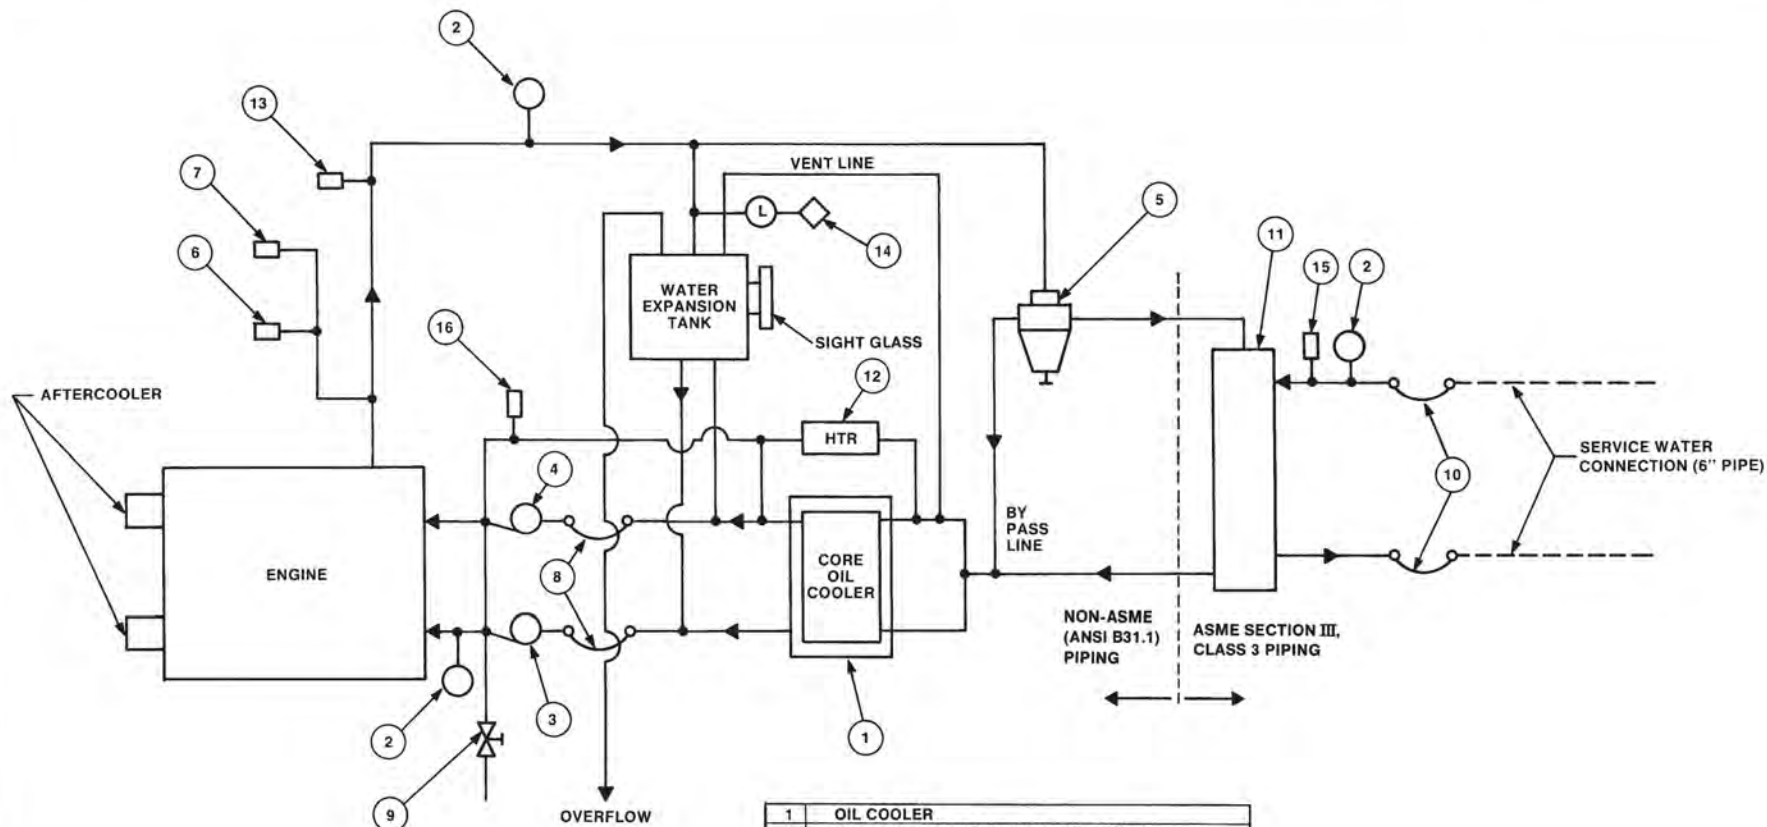 2
13
7
6
VENT LINE
L
14
5
11
15
2
WATER
EXPANSION
TANK
SIGHT GLASS
16
12
HTR
AFTERCOOLER
4
SERVICE WATER
CONNECTION (6'' PIPE)
10
ENGINE
8
CORE
OIL
COOLER
BY
PASS
LINE
NON-ASME
(ANSI B31.1)
PIPING
ASME SECTION III,
CLASS 3 PIPING
2
3
1
9
OVERFLOW
1 OIL COOLER